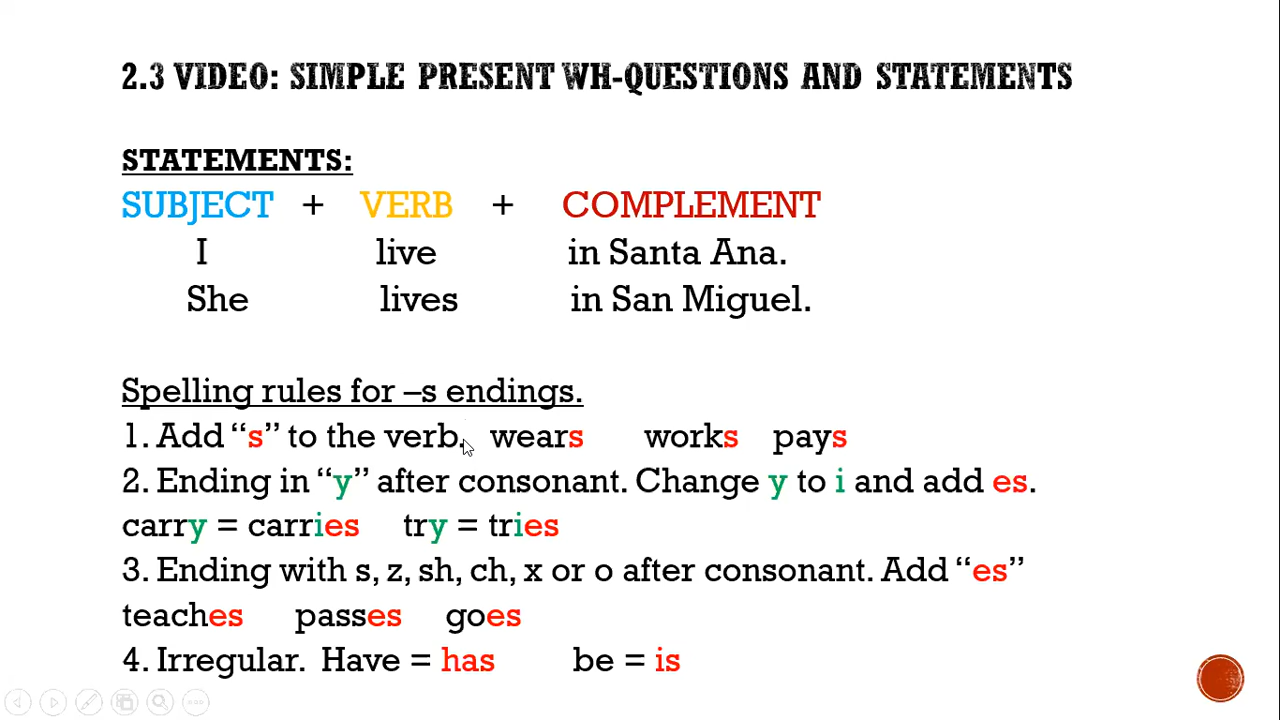 2.3 VIDEO: SIMPLE PRESENT WH-QUESTIONS AND STATEMENTS
STATEMENTS:
SUBJECT + VERB + COMPLEMENT
I live in Santa Ana.
She lives in San Miguel.
Spelling rules for –s endings.
1. Add “s” to the verb. wears works pays
2. Ending in “y” after consonant. Change y to i and add es.
carry = carries try = tries
3. Ending with s, z, sh, ch, x or o after consonant. Add “es”
teaches passes goes
4. Irregular. Have = has be = is